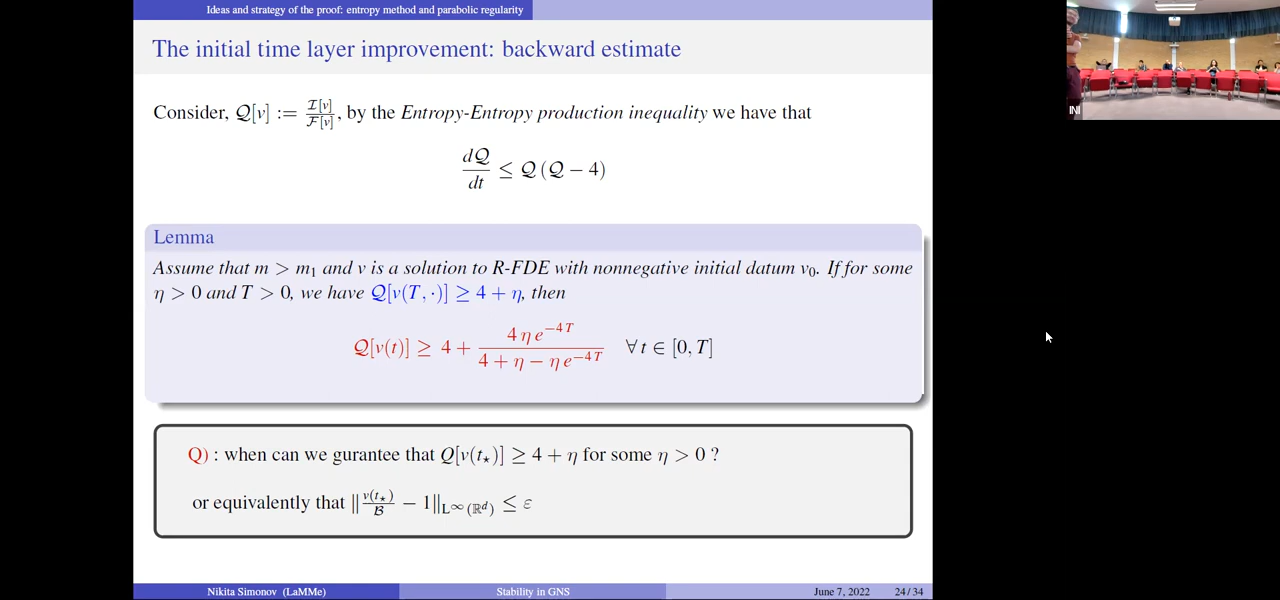 Ideas and strategy of the proof: entropy method and parabolic regularity
The initial time layer improvement: backward estimate
Consider, 𝒬[v] := ℐ[v]/ℱ[v], by the Entropy-Entropy production inequality we have that
d𝒬/dt ≤ 𝒬 (𝒬 − 4)
Lemma
Assume that m > m₁ and v is a solution to R-FDE with nonnegative initial datum v₀. If for some
η > 0 and T > 0, we have 𝒬[v(T, ·)] ≥ 4 + η, then
𝒬[v(t)] ≥ 4 + (4 η e^{−4T})/(4 + η − η e^{−4T}) ∀ t ∈ [0, T]
Q) : when can we gurantee that Q[v(t⋆)] ≥ 4 + η for some η > 0 ?
or equivalently that ‖v(t⋆)/ℬ − 1‖_{L^∞(ℝ^d)} ≤ ε
Nikita Simonov (LaMMe) Stability in GNS June 7, 2022 24 / 34
INI